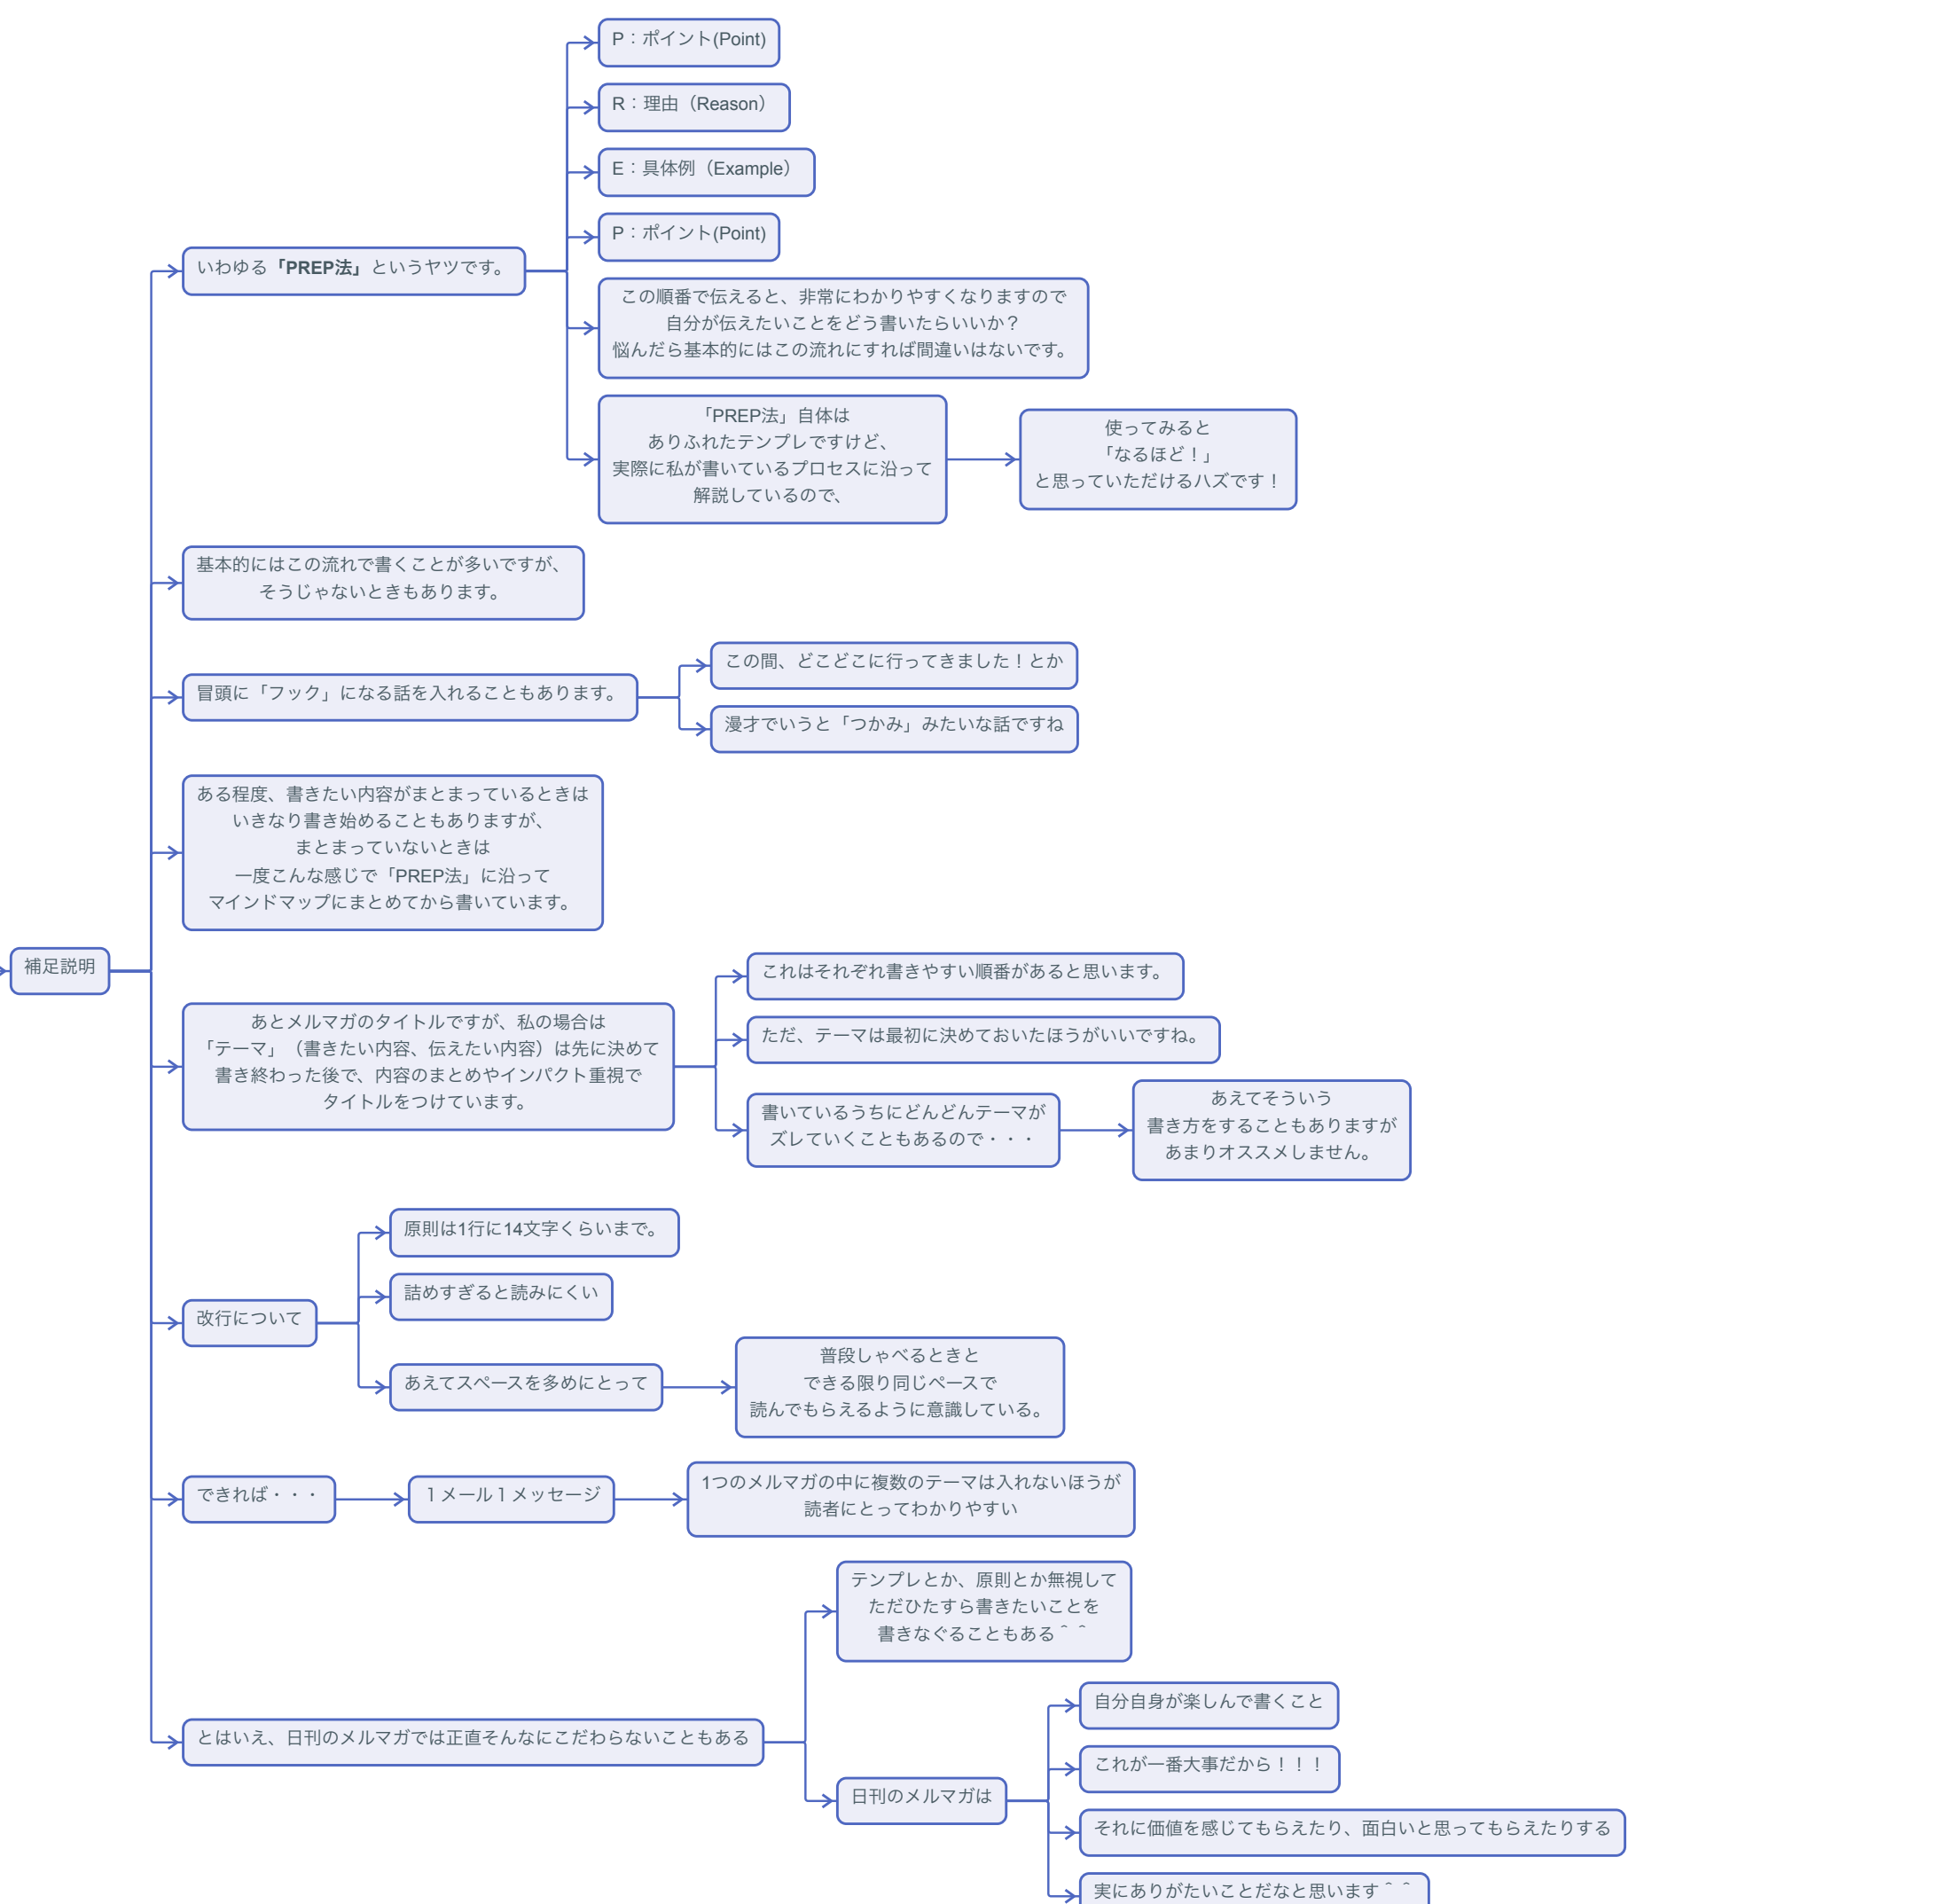 補足説明
いわゆる「PREP法」というヤツです。
P：ポイント(Point)
R：理由（Reason）
E：具体例（Example）
P：ポイント(Point)
この順番で伝えると、非常にわかりやすくなりますので
自分が伝えたいことをどう書いたらいいか？
悩んだら基本的にはこの流れにすれば間違いはないです。
「PREP法」自体は
ありふれたテンプレですけど、
実際に私が書いているプロセスに沿って
解説しているので、
使ってみると
「なるほど！」
と思っていただけるハズです！
基本的にはこの流れで書くことが多いですが、
そうじゃないときもあります。
冒頭に「フック」になる話を入れることもあります。
この間、どこどこに行ってきました！とか
漫才でいうと「つかみ」みたいな話ですね
ある程度、書きたい内容がまとまっているときは
いきなり書き始めることもありますが、
まとまっていないときは
一度こんな感じで「PREP法」に沿って
マインドマップにまとめてから書いています。
あとメルマガのタイトルですが、私の場合は
「テーマ」（書きたい内容、伝えたい内容）は先に決めて
書き終わった後で、内容のまとめやインパクト重視で
タイトルをつけています。
これはそれぞれ書きやすい順番があると思います。
ただ、テーマは最初に決めておいたほうがいいですね。
書いているうちにどんどんテーマが
ズレていくこともあるので・・・
あえてそういう
書き方をすることもありますが
あまりオススメしません。
改行について
原則は1行に14文字くらいまで。
詰めすぎると読みにくい
あえてスペースを多めにとって
普段しゃべるときと
できる限り同じペースで
読んでもらえるように意識している。
できれば・・・
１メール１メッセージ
1つのメルマガの中に複数のテーマは入れないほうが
読者にとってわかりやすい
とはいえ、日刊のメルマガでは正直そんなにこだわらないこともある
テンプレとか、原則とか無視して
ただひたすら書きたいことを
書きなぐることもある＾＾
日刊のメルマガは
自分自身が楽しんで書くこと
これが一番大事だから！！！
それに価値を感じてもらえたり、面白いと思ってもらえたりする
実にありがたいことだなと思います＾＾